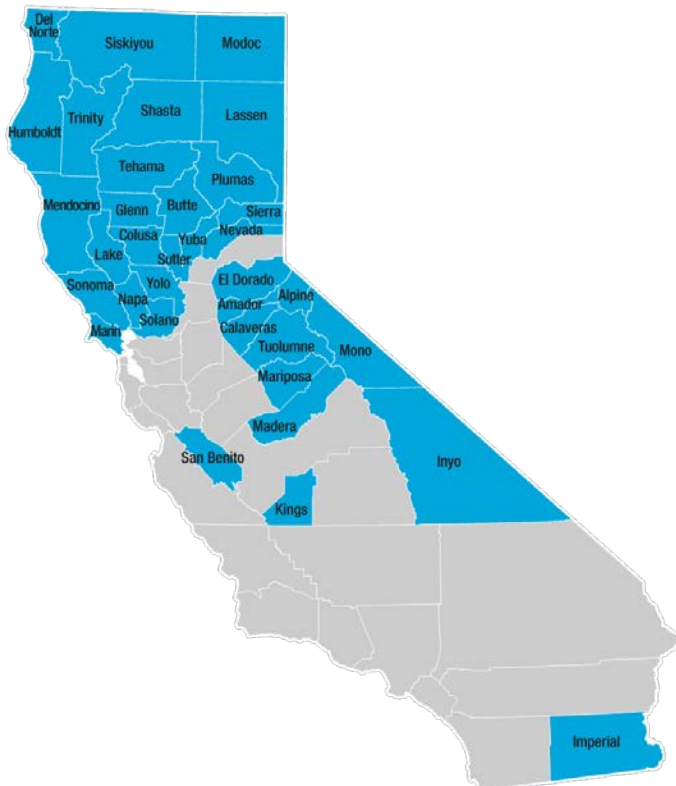 Del
Norte
Siskiyou
Modoc
Humboldt
Trinity
Shasta
Lassen
Tehama
Plumas
Mendocino
Glenn
Butte
Sierra
Nevada
Colusa
Yuba
Lake
Sutter
Sonoma
Yolo
Napa
Solano
Marin
El Dorado
Alpine
Amador
Calaveras
Tuolumne
Mono
Mariposa
Madera
San Benito
Inyo
Kings
Imperial